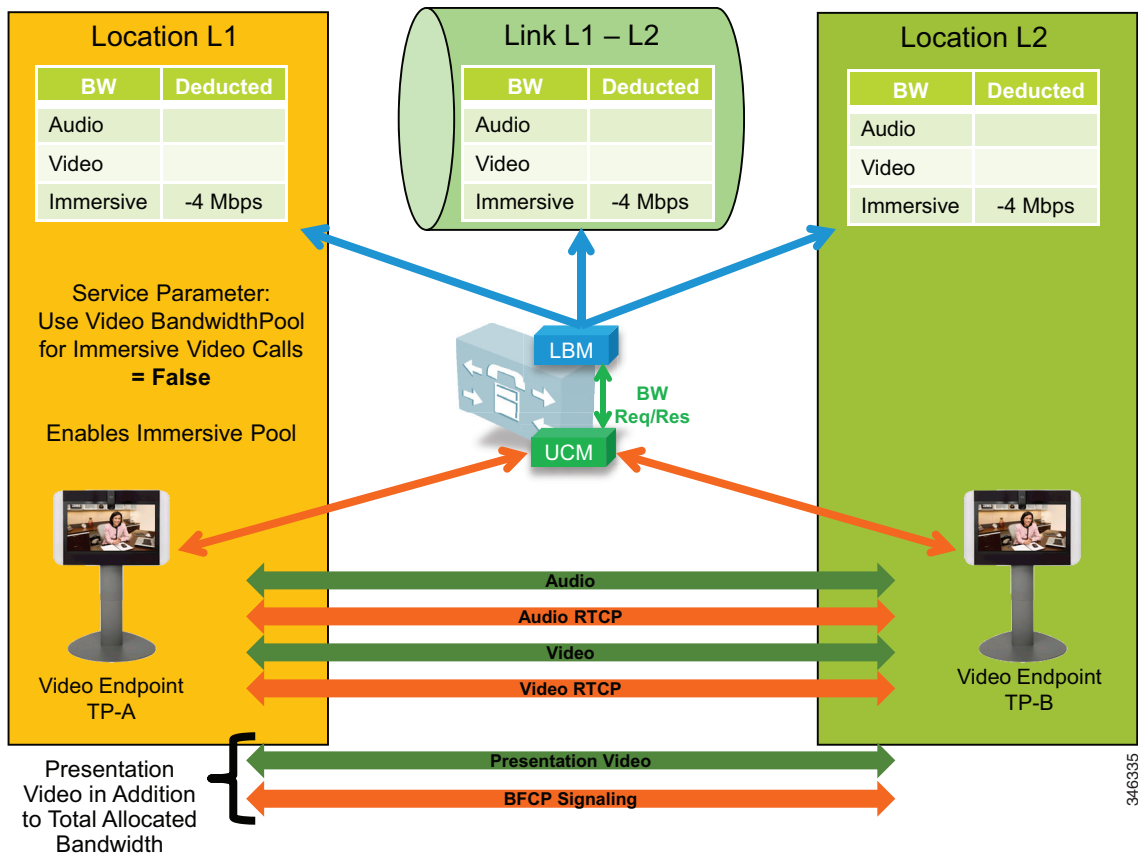 Location L1
BW Deducted
Audio
Video
Immersive -4 Mbps
Link L1 – L2
BW Deducted
Audio
Video
Immersive -4 Mbps
Location L2
BW Deducted
Audio
Video
Immersive -4 Mbps
Service Parameter:
Use Video BandwidthPool
for Immersive Video Calls
= False
Enables Immersive Pool
LBM
BW
Req/Res
UCM
Audio
Audio RTCP
Video
Video RTCP
Video Endpoint
TP-A
Video Endpoint
TP-B
Presentation Video
BFCP Signaling
Presentation
Video in Addition
to Total Allocated
Bandwidth
346335